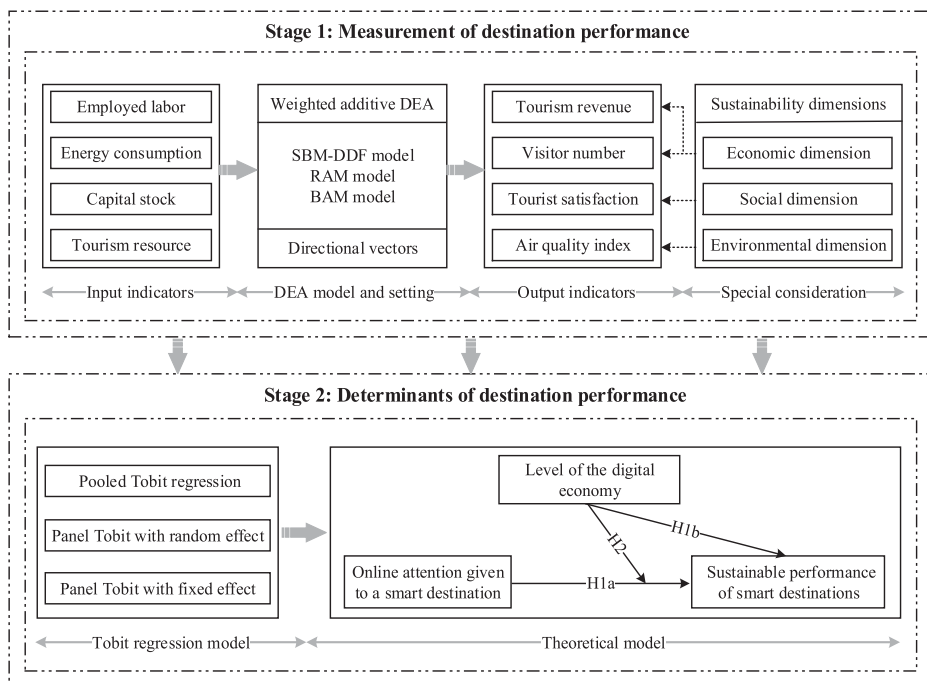 Stage 1: Measurement of destination performance
Employed labor
Energy consumption
Capital stock
Tourism resource
Input indicators
Weighted additive DEA
SBM-DDF model
RAM model
BAM model
Directional vectors
DEA model and setting
Tourism revenue
Visitor number
Tourist satisfaction
Air quality index
Output indicators
Sustainability dimensions
Economic dimension
Social dimension
Environmental dimension
Special consideration
Stage 2: Determinants of destination performance
Pooled Tobit regression
Panel Tobit with random effect
Panel Tobit with fixed effect
Tobit regression model
Level of the digital
economy
H2
H1b
Online attention given
to a smart destination
H1a
Sustainable performance
of smart destinations
Theoretical model